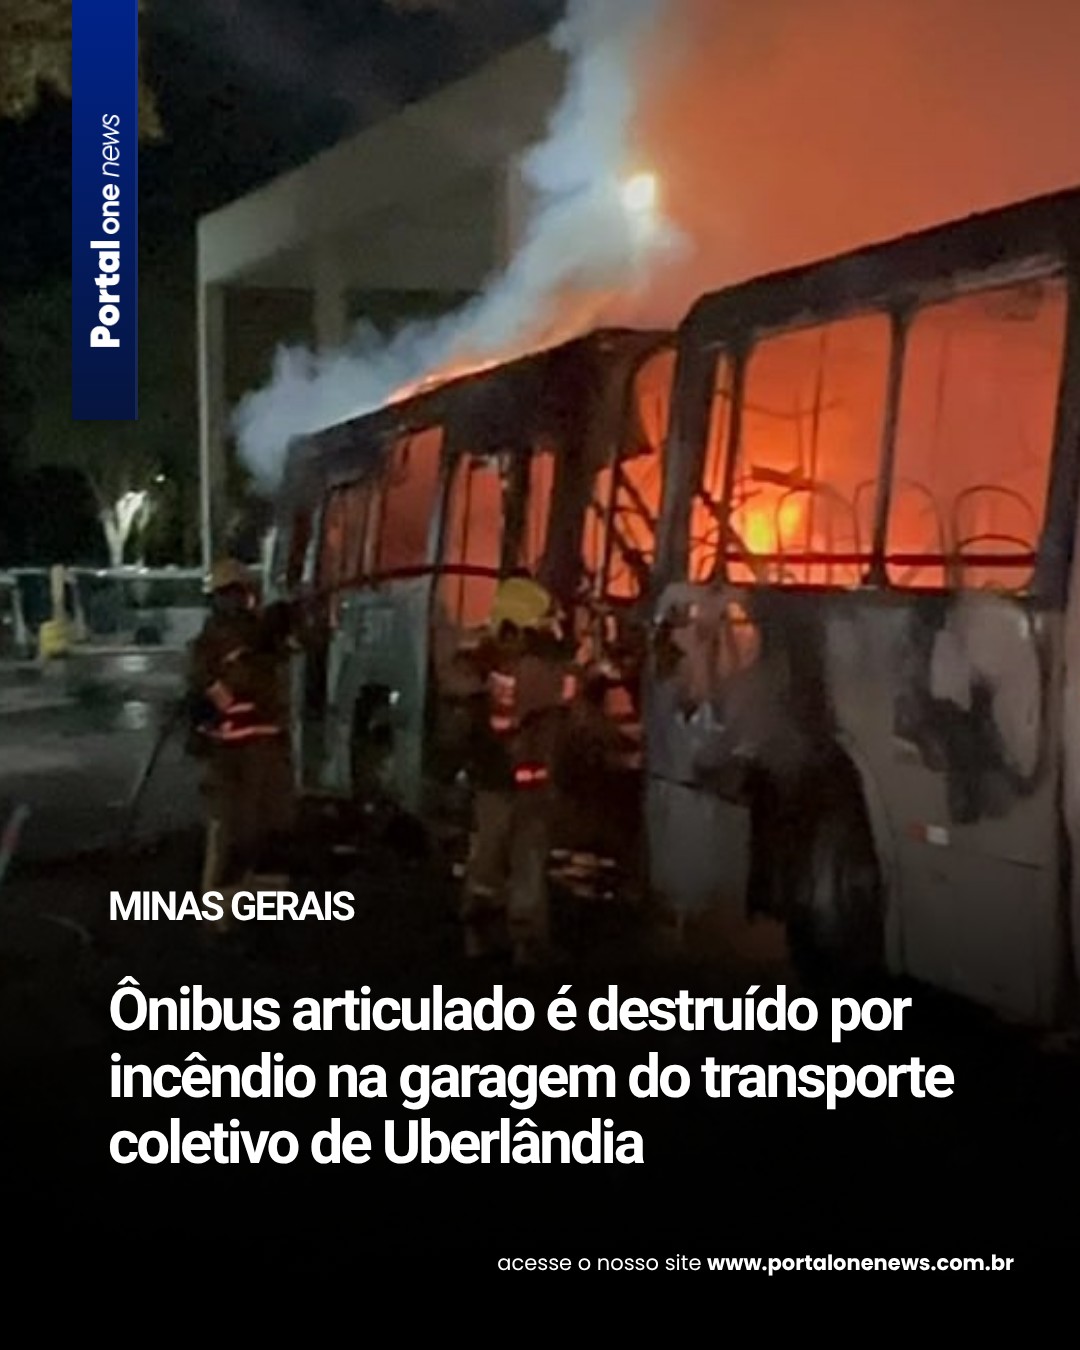 Portal one news
MINAS GERAIS
Ônibus articulado é destruído por
incêndio na garagem do transporte
coletivo de Uberlândia
acesse o nosso site www.portalonenews.com.br